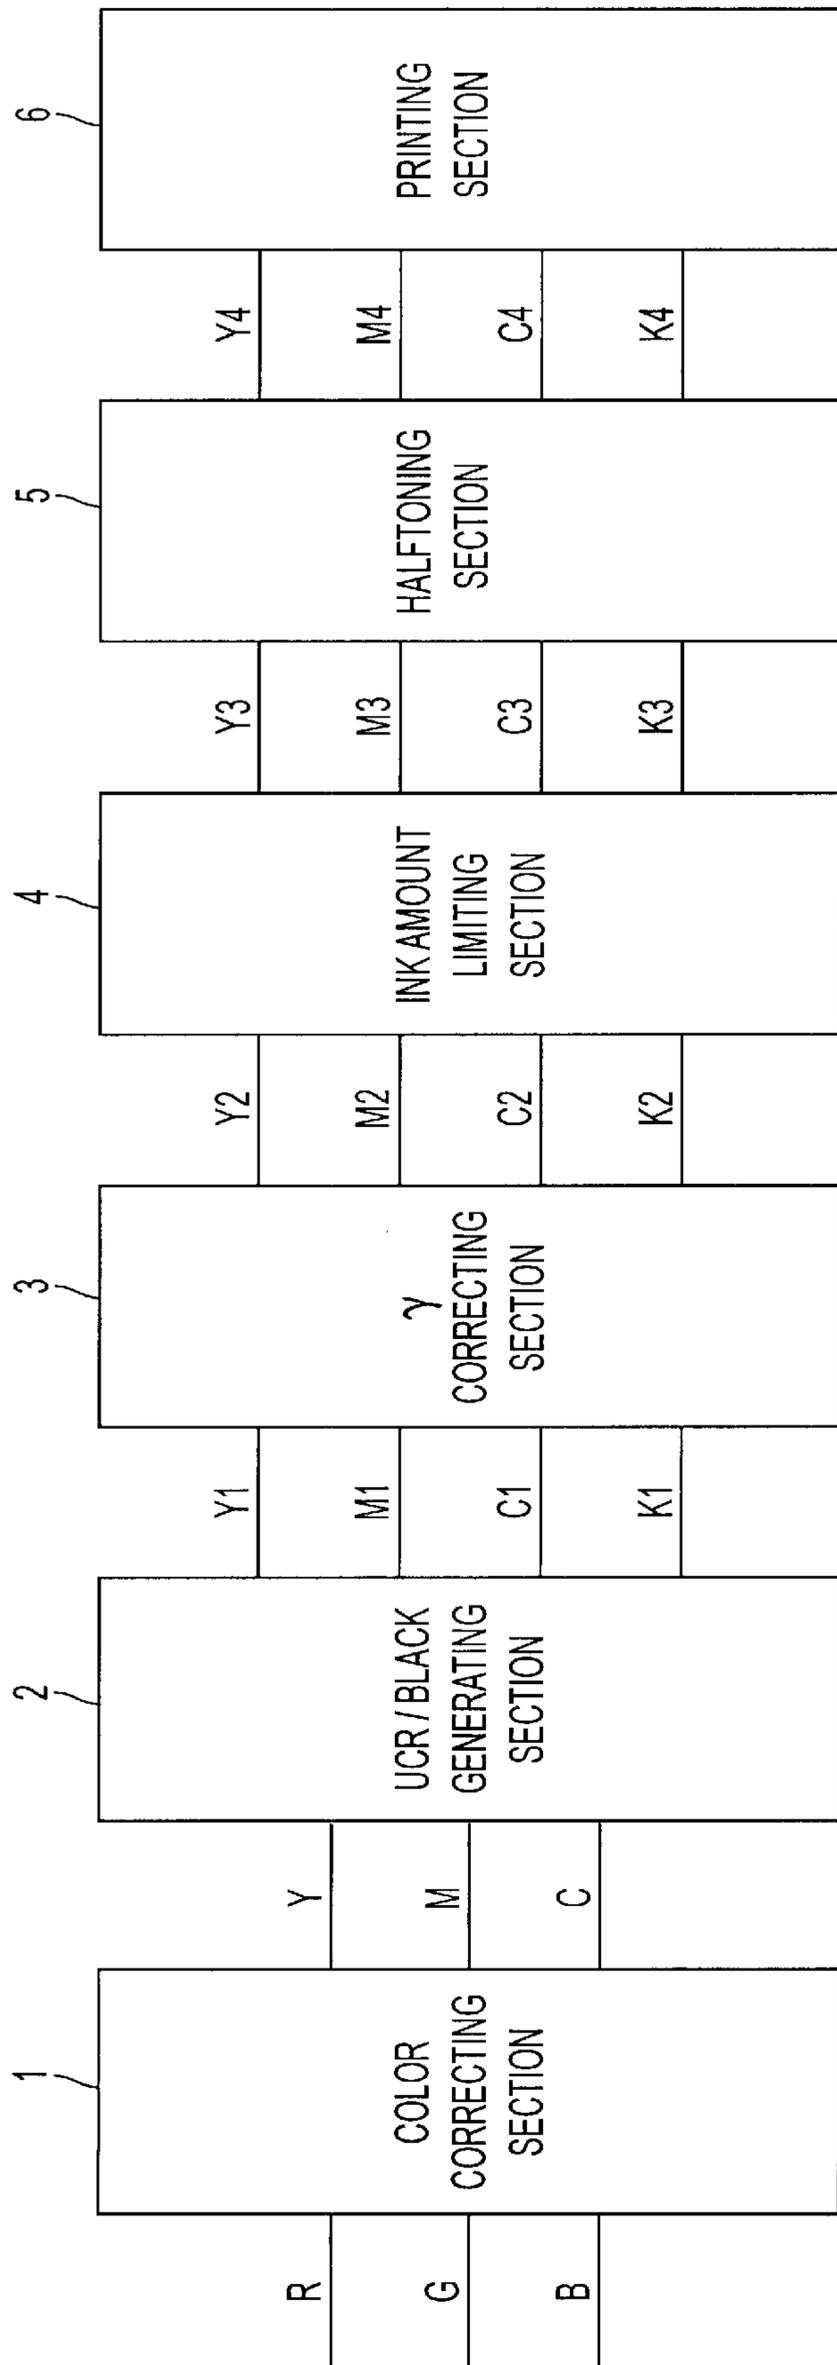 R
G
B
1
COLOR
CORRECTING
SECTION
Y
M
C
2
UCR / BLACK
GENERATING
SECTION
Y1
M1
C1
K1
3
γ
CORRECTING
SECTION
Y2
M2
C2
K2
4
INK AMOUNT
LIMITING
SECTION
Y3
M3
C3
K3
5
HALFTONING
SECTION
Y4
M4
C4
K4
6
PRINTING
SECTION